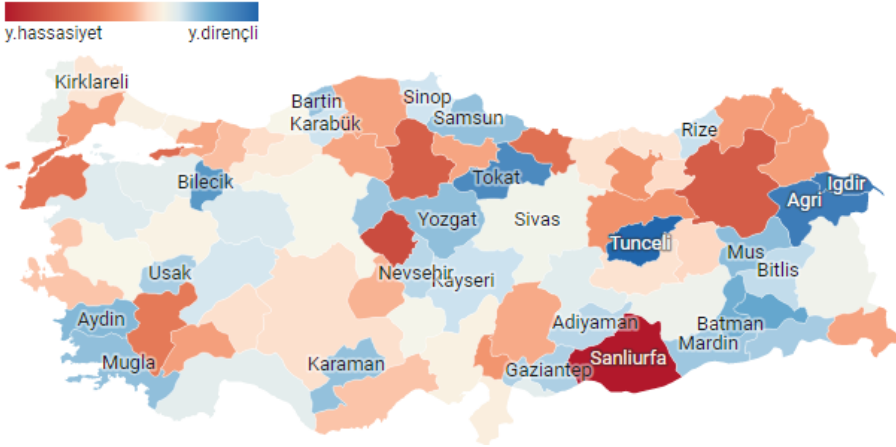 y.hassasiyet y.dirençli
Kirklareli
Bartin
Sinop
Karabük
Samsun
Rize
Bilecik
Tokat
Igdir
Agri
Yozgat
Sivas
Tunceli
Mus
Usak
Nevsehir
Kayseri
Bitlis
Aydin
Adiyaman
Batman
Mardin
Mugla
Karaman
Gaziantep
Sanliurfa